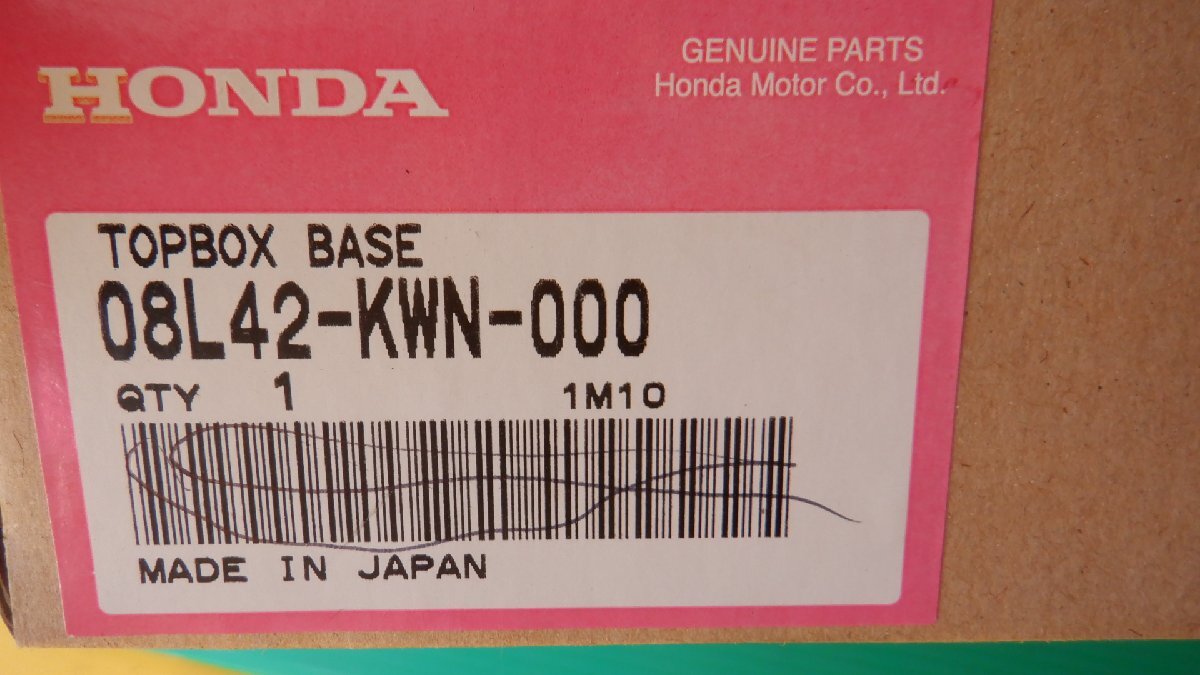 HONDA
GENUINE PARTS
Honda Motor Co., Ltd.
TOPBOX BASE
08L42-KWN-000
QTY 1 1M10
MADE IN JAPAN